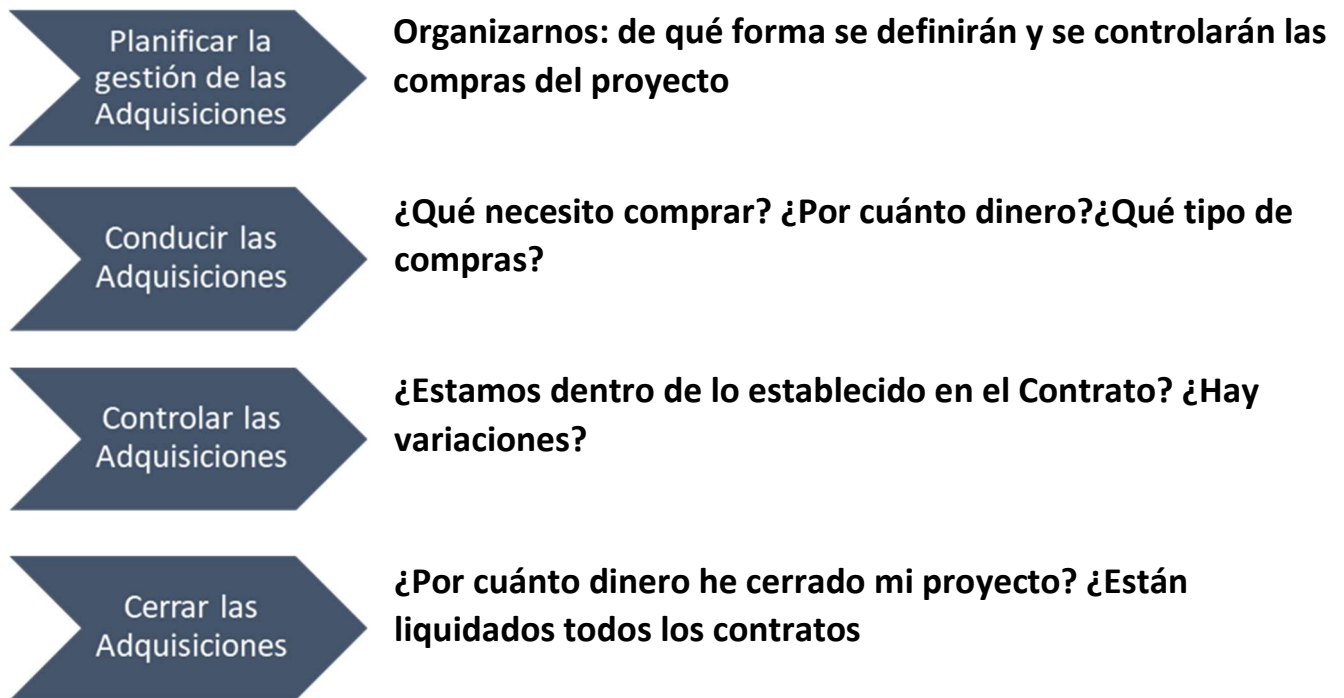 Planificar la
gestión de las
Adquisiciones
Organizarnos: de qué forma se definirán y se controlarán las
compras del proyecto
Conducir las
Adquisiciones
¿Qué necesito comprar? ¿Por cuánto dinero?¿Qué tipo de
compras?
Controlar las
Adquisiciones
¿Estamos dentro de lo establecido en el Contrato? ¿Hay
variaciones?
Cerrar las
Adquisiciones
¿Por cuánto dinero he cerrado mi proyecto? ¿Están
liquidados todos los contratos